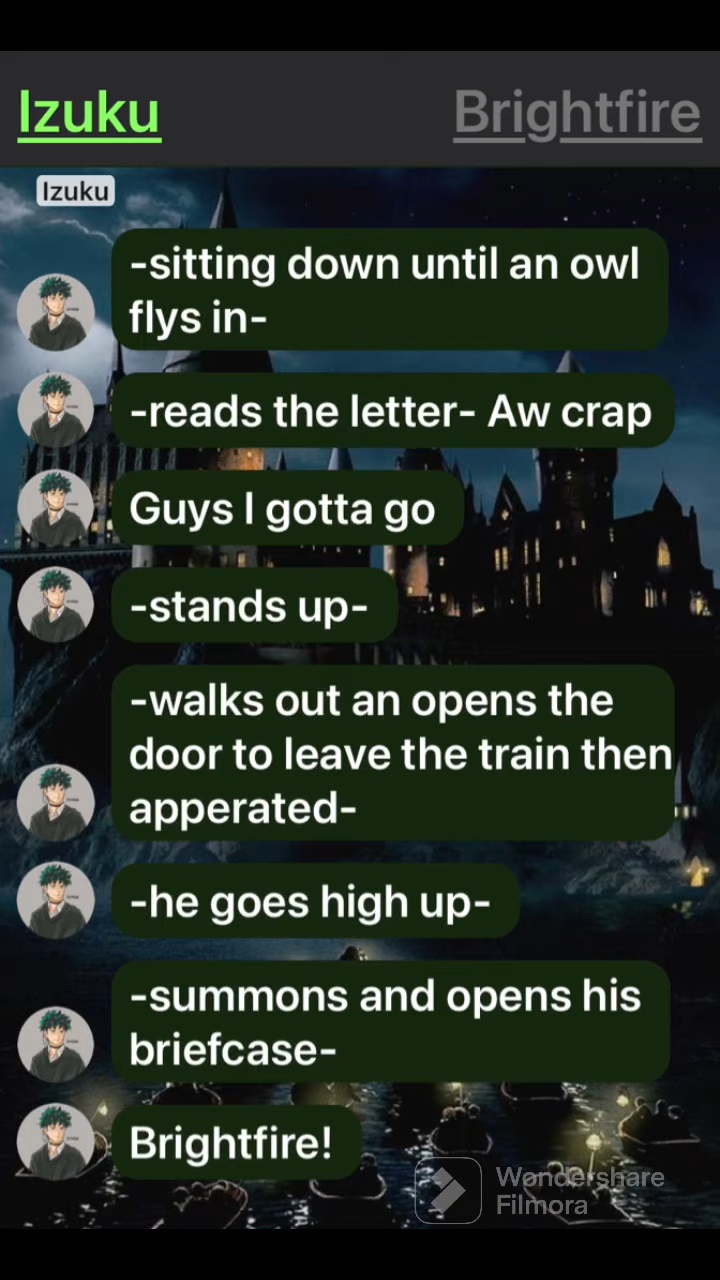 Izuku
Brightfire
Izuku
-sitting down until an owl
flys in-
-reads the letter- Aw crap
Guys I gotta go
-stands up-
-walks out an opens the
door to leave the train then
apperated-
-he goes high up-
-summons and opens his
briefcase-
Brightfire!
Wondershare
Filmora